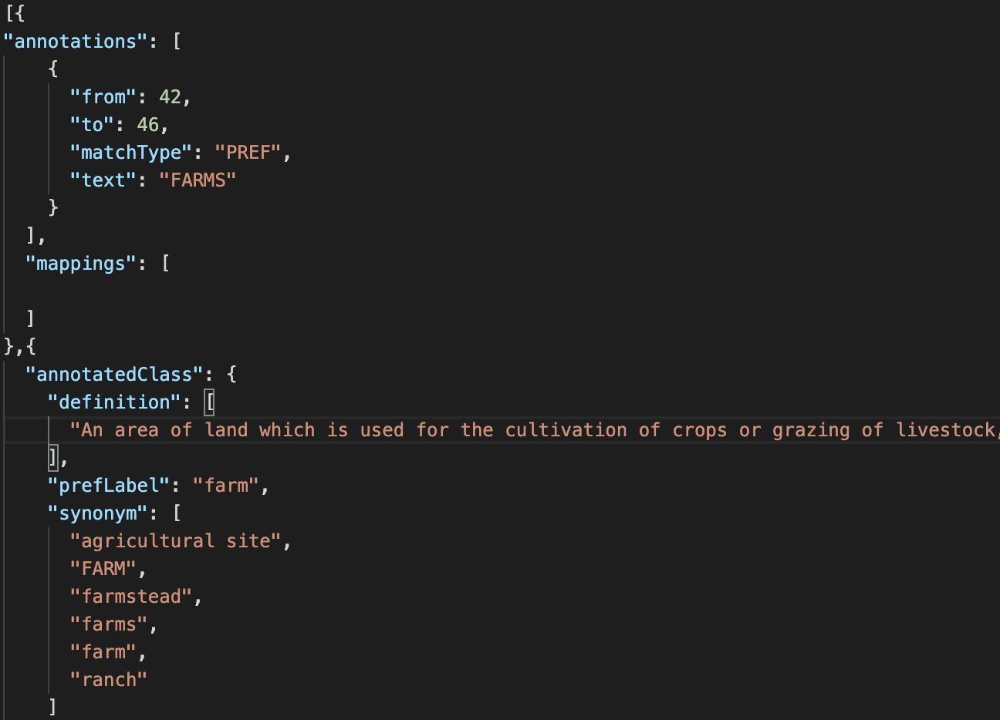 [{
"annotations": [
{
"from": 42,
"to": 46,
"matchType": "PREF",
"text": "FARMS"
}
],
"mappings": [
]
},{
"annotatedClass": {
"definition": [
"An area of land which is used for the cultivation of crops or grazing of livestock,
],
"prefLabel": "farm",
"synonym": [
"agricultural site",
"FARM",
"farmstead",
"farms",
"farm",
"ranch"
]